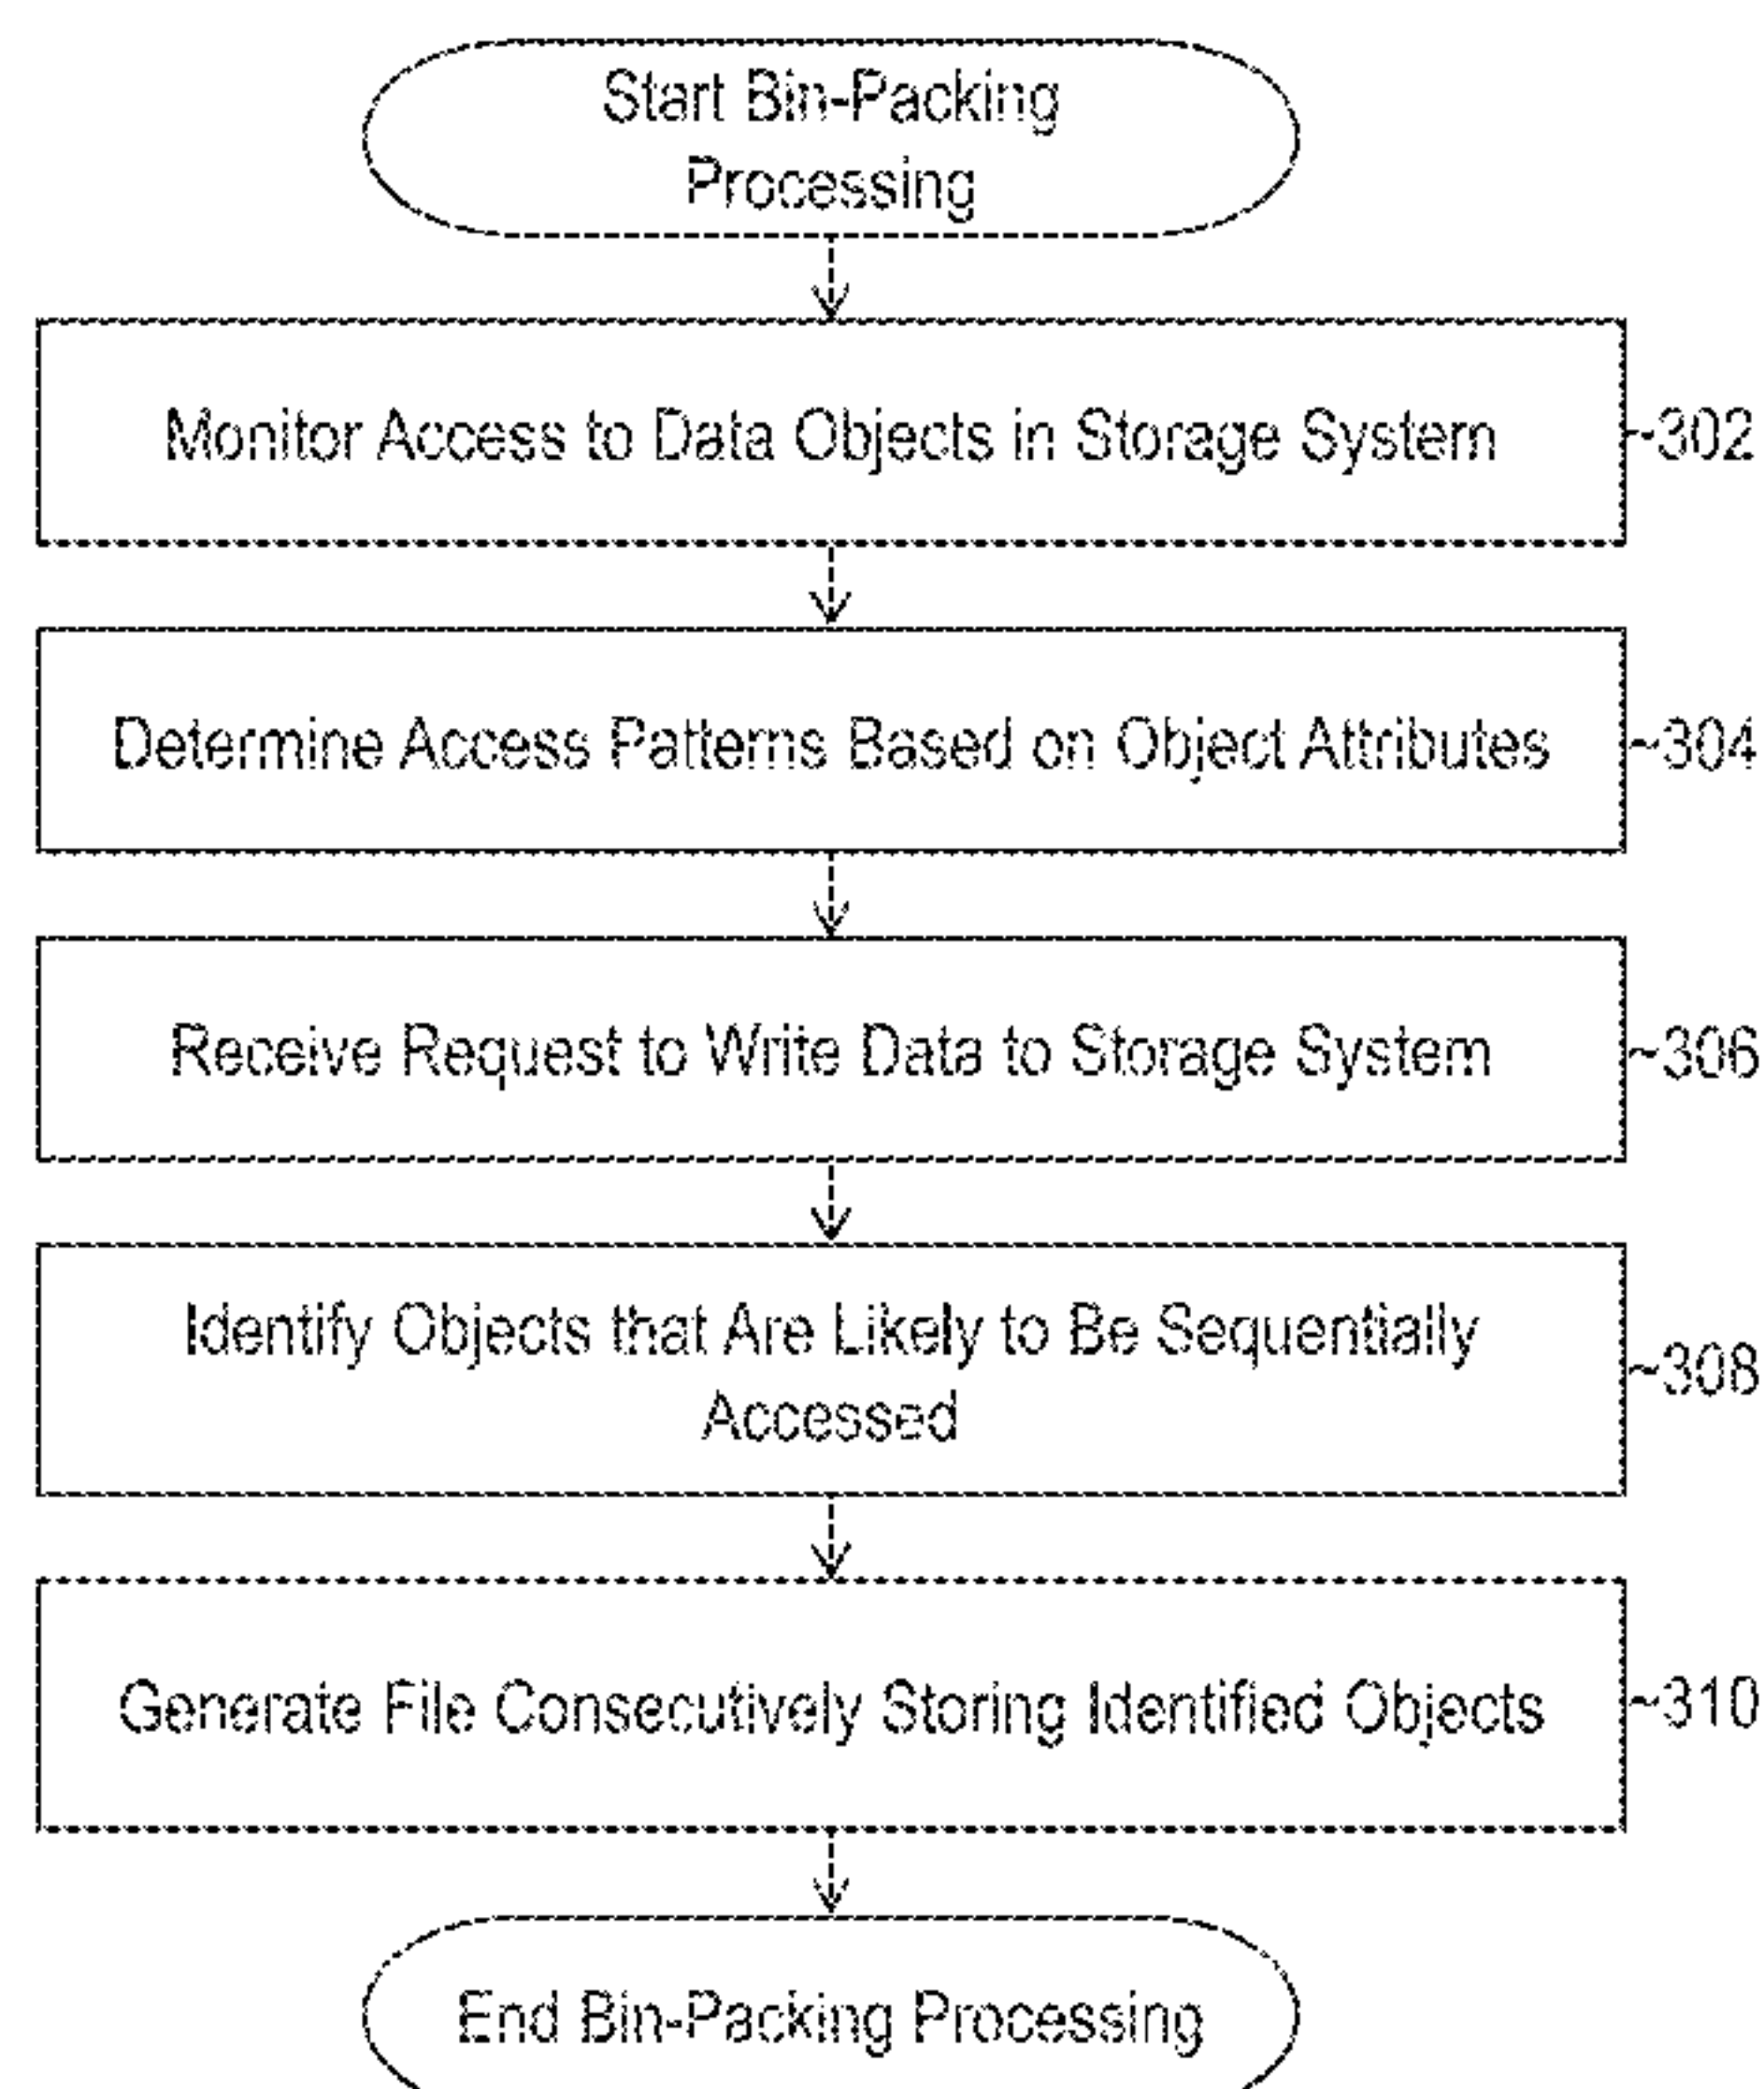 Start Bin-Packing
Processing
Monitor Access to Data Objects in Storage System
~302
Determine Access Patterns Based on Object Attributes
~304
Receive Request to Write Data to Storage System
~306
Identify Objects that Are Likely to Be Sequentially
Accessed
~308
Generate File Consecutively Storing Identified Objects
~310
End Bin-Packing Processing